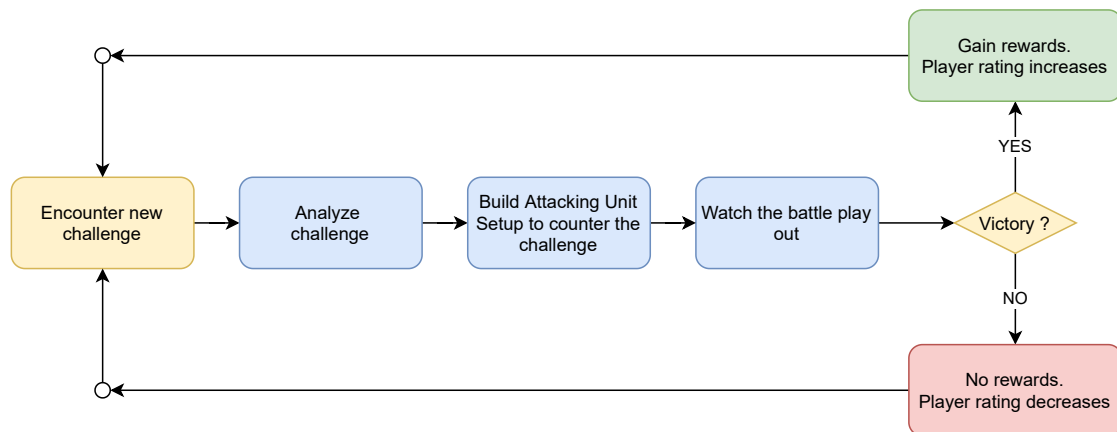 Gain rewards.
Player rating increases
YES
Encounter new
challenge
Analyze
challenge
Build Attacking Unit
Setup to counter the
challenge
Watch the battle play
out
Victory ?
NO
No rewards.
Player rating decreases